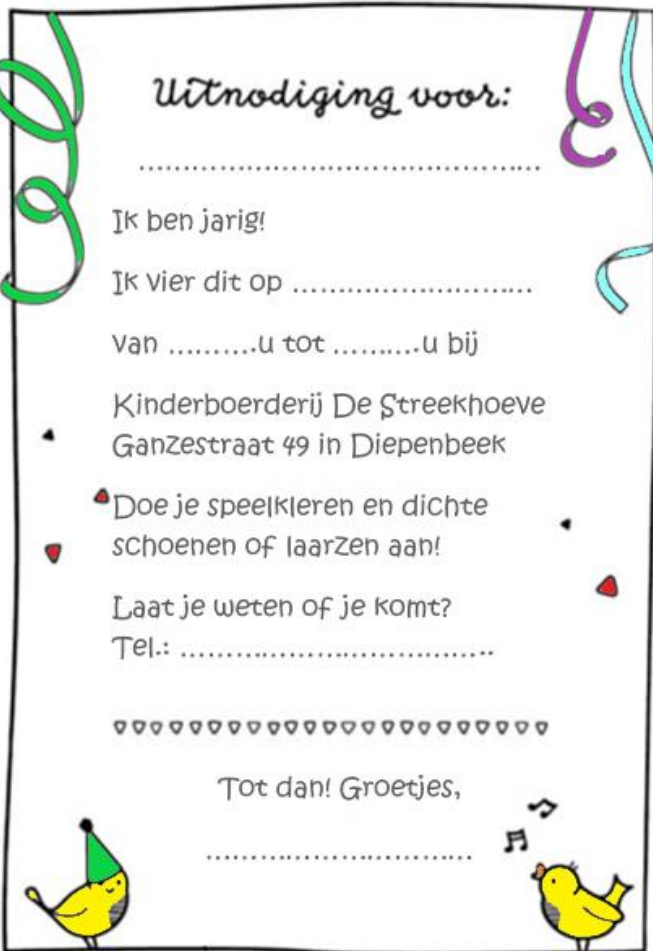 Uitnodiging voor:
..............................................
Ik ben jarig!
Ik vier dit op ............................
van ..........u tot ..........u bij
Kinderboerderij De Streekhoeve
Ganzestraat 49 in Diepenbeek
Doe je speelkleren en dichte
schoenen of laarzen aan!
Laat je weten of je komt?
Tel.: .....................................
Tot dan! Groetjes,
...............................